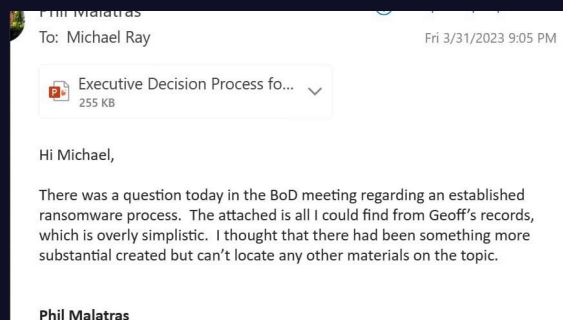 Phil Malatras
To: Michael Ray
Fri 3/31/2023 9:05 PM
Executive Decision Process fo...
255 KB
Hi Michael,
There was a question today in the BoD meeting regarding an established
ransomware process. The attached is all I could find from Geoff's records,
which is overly simplistic. I thought that there had been something more
substantial created but can't locate any other materials on the topic.
Phil Malatras